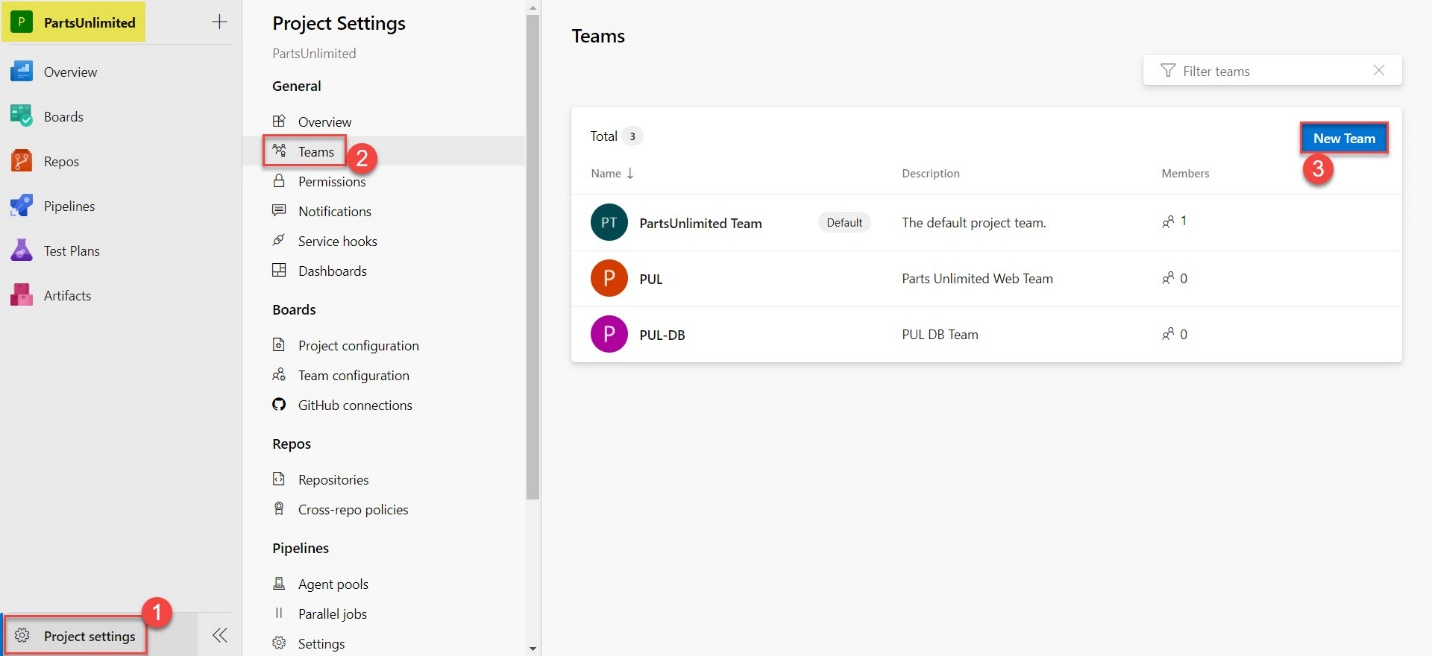 P PartsUnlimited
Overview
Boards
Repos
Pipelines
Test Plans
Artifacts
1
Project settings
Project Settings
PartsUnlimited
General
Overview
Teams 2
Permissions
Notifications
Service hooks
Dashboards
Boards
Project configuration
Team configuration
GitHub connections
Repos
Repositories
Cross-repo policies
Pipelines
Agent pools
Parallel jobs
Settings
Teams
Filter teams
Total 3
New Team
3
Name Description Members
PT PartsUnlimited Team Default The default project team. 1
P PUL Parts Unlimited Web Team 0
P PUL-DB PUL DB Team 0